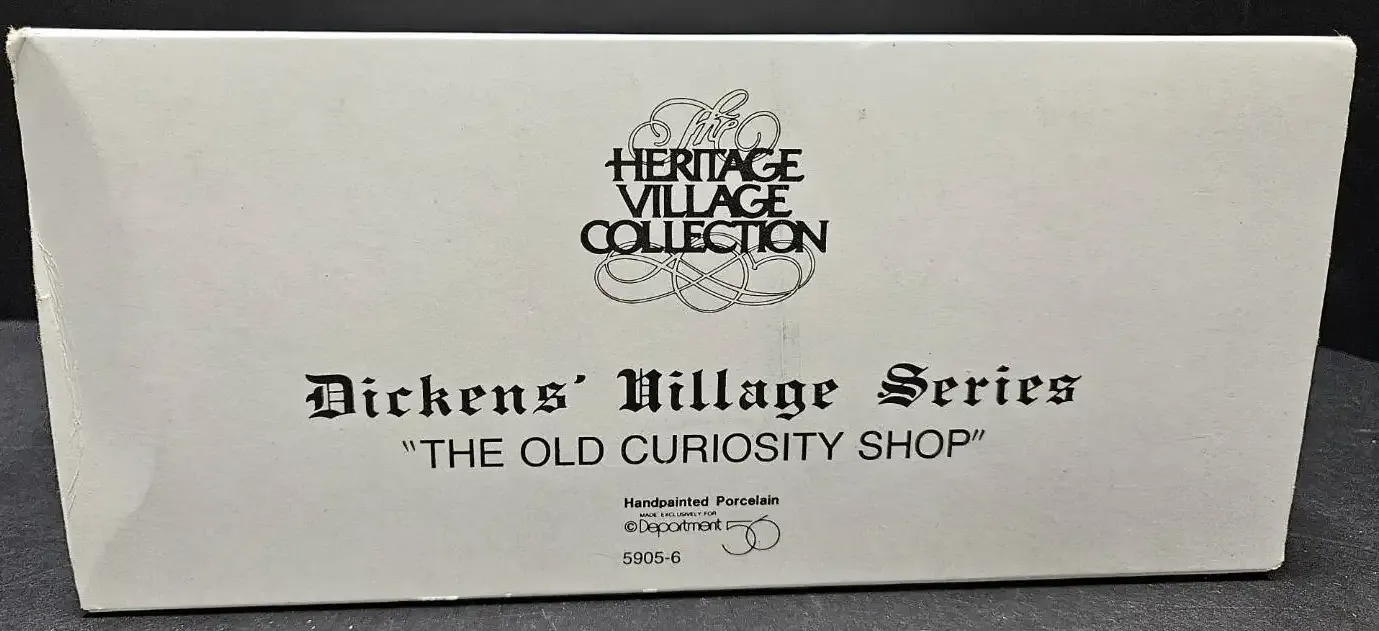 The
HERITAGE
VILLAGE
COLLECTION
Dickens' Village Series
"THE OLD CURIOSITY SHOP"
Handpainted Porcelain
MADE EXCLUSIVELY FOR
©Department 56
5905-6